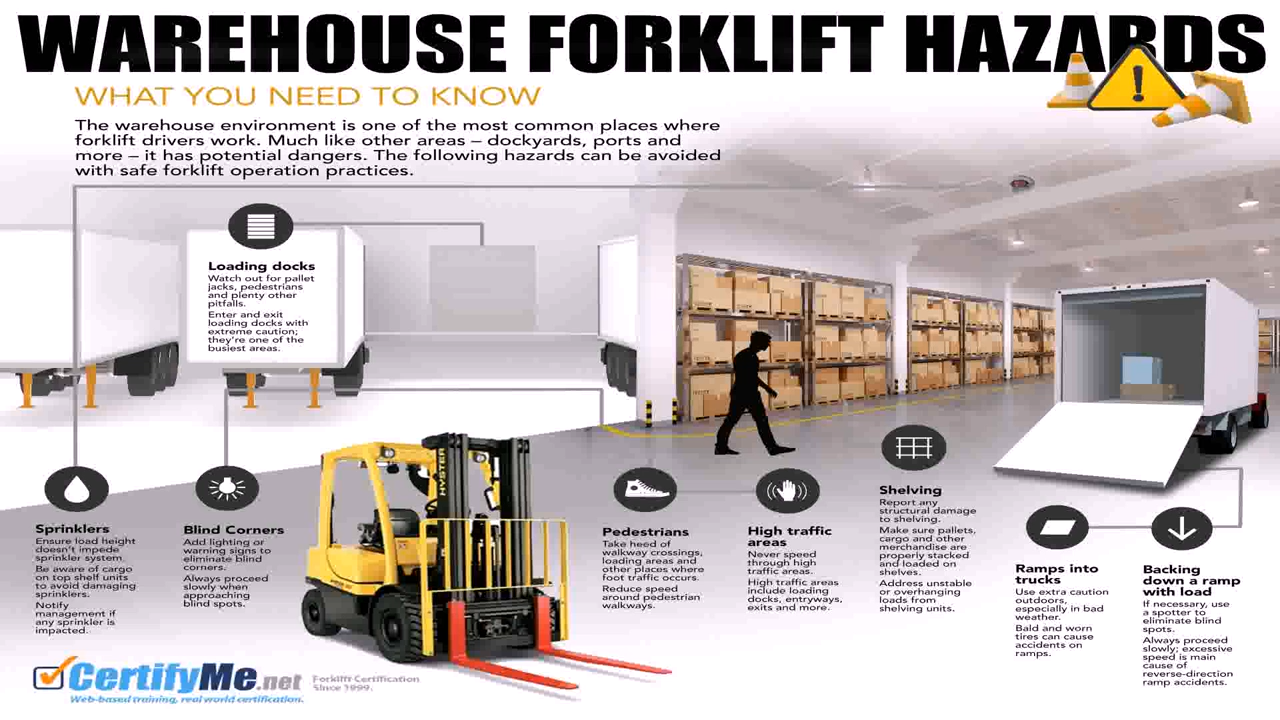 WAREHOUSE FORKLIFT HAZARDS
WHAT YOU NEED TO KNOW
The warehouse environment is one of the most common places where
forklift drivers work. Much like other areas – dockyards, ports and
more – it has potential dangers. The following hazards can be avoided
with safe forklift operation practices.
Loading docks
Watch out for pallet
jacks, pedestrians
and plenty other
pitfalls.
Enter and exit
loading docks with
extreme caution;
they're one of the
busiest areas.
Sprinklers
Ensure load height
doesn't impede
sprinkler system.
Be aware of cargo
on top shelf units
to avoid damaging
sprinklers.
Notify
management if
any sprinkler is
impacted.
Blind Corners
Add lighting or
warning signs to
eliminate blind
corners.
Always proceed
slowly when
approaching
blind spots.
HYSTER
Pedestrians
Take heed of
walkway crossings,
loading areas and
other places where
foot traffic occurs.
Reduce speed
around pedestrian
walkways.
High traffic
areas
Never speed
through high
traffic areas.
High traffic areas
include loading
docks, entryways,
exits and more.
Shelving
Report any
structural damage
to shelving.
Make sure pallets,
cargo and other
merchandise are
properly stacked
and loaded on
shelves.
Address unstable
or overhanging
loads from
shelving units.
Ramps into
trucks
Use extra caution
outdoors,
especially in bad
weather.
Bald and worn
tires can cause
accidents on
ramps.
Backing
down a ramp
with load
If necessary, use
a spotter to
eliminate blind
spots.
Always proceed
slowly; excessive
speed is main
cause of
reverse-direction
ramp accidents.
CertifyMe.net
Web-based training, real world certification.
Forklift Certification
Since 1999.